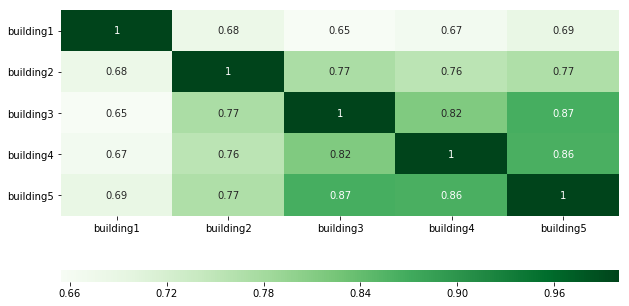 building1 1 0.68 0.65 0.67 0.69
building2 0.68 1 0.77 0.76 0.77
building3 0.65 0.77 1 0.82 0.87
building4 0.67 0.76 0.82 1 0.86
building5 0.69 0.77 0.87 0.86 1
building1 building2 building3 building4 building5
0.66 0.72 0.78 0.84 0.90 0.96